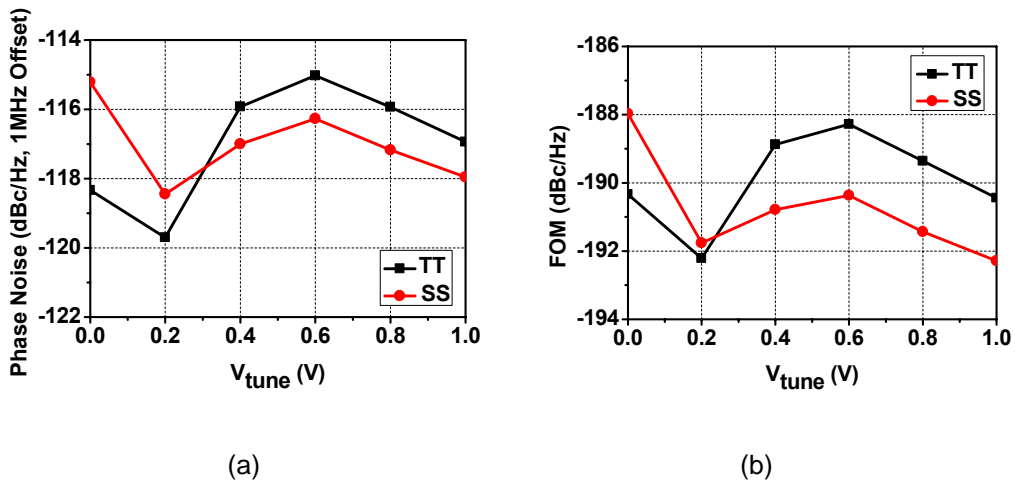 Phase Noise (dBc/Hz, 1MHz Offset)
-114
-116
-118
-120
-122
TT
SS
0.0 0.2 0.4 0.6 0.8 1.0
Vtune (V)
(a)
FOM (dBc/Hz)
-186
-188
-190
-192
-194
TT
SS
0.0 0.2 0.4 0.6 0.8 1.0
Vtune (V)
(b)